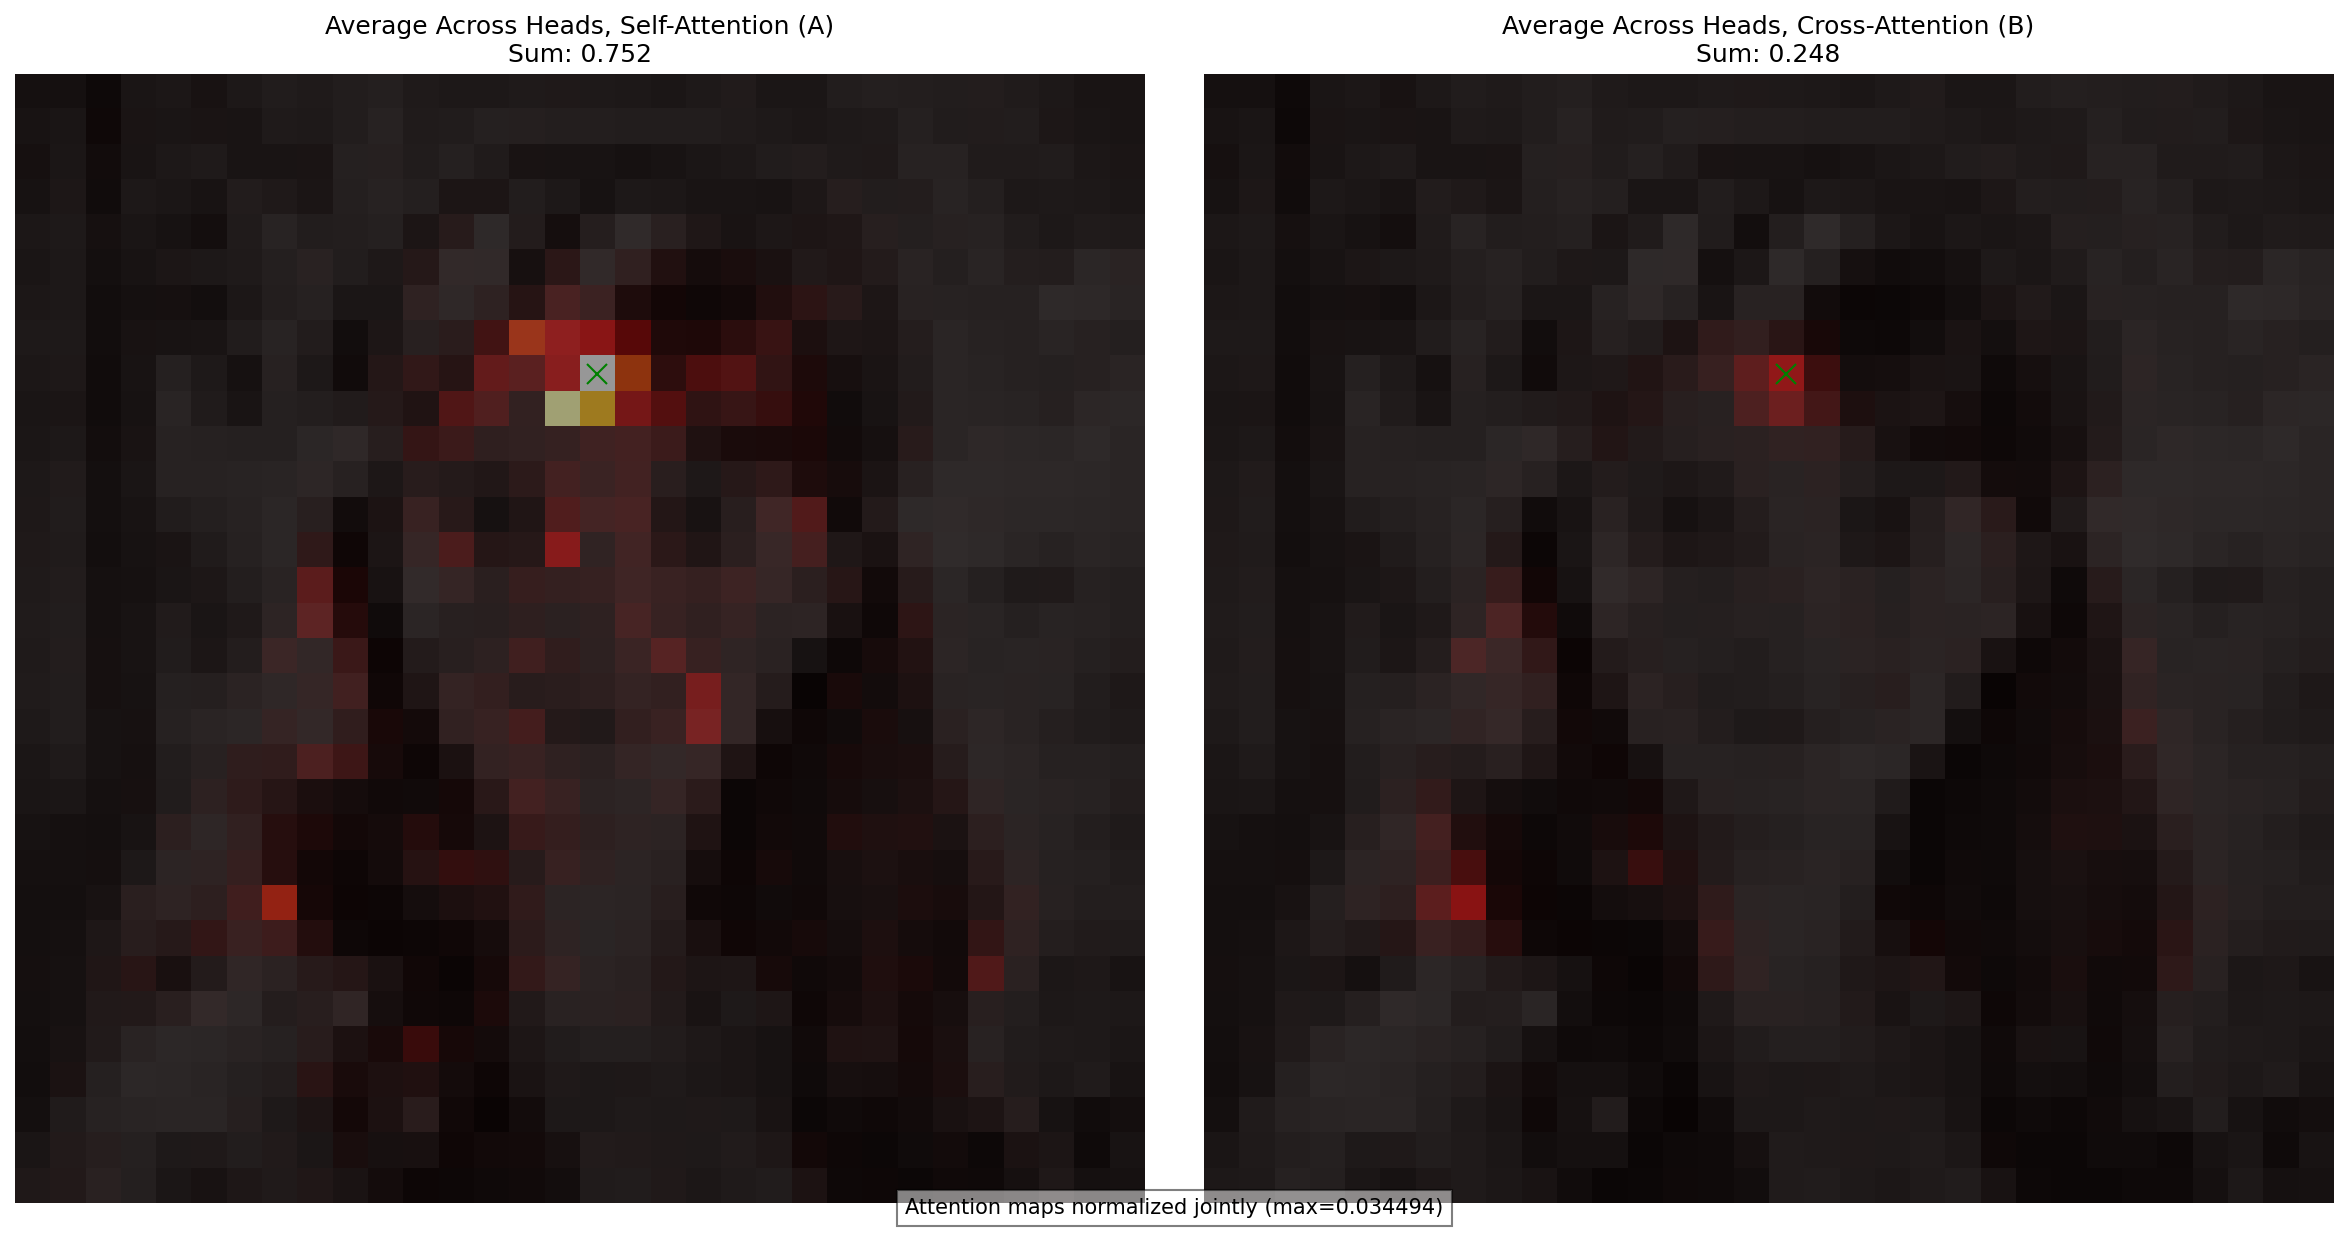 Average Across Heads, Self-Attention (A)
Sum: 0.752
Average Across Heads, Cross-Attention (B)
Sum: 0.248
Attention maps normalized jointly (max=0.034494)